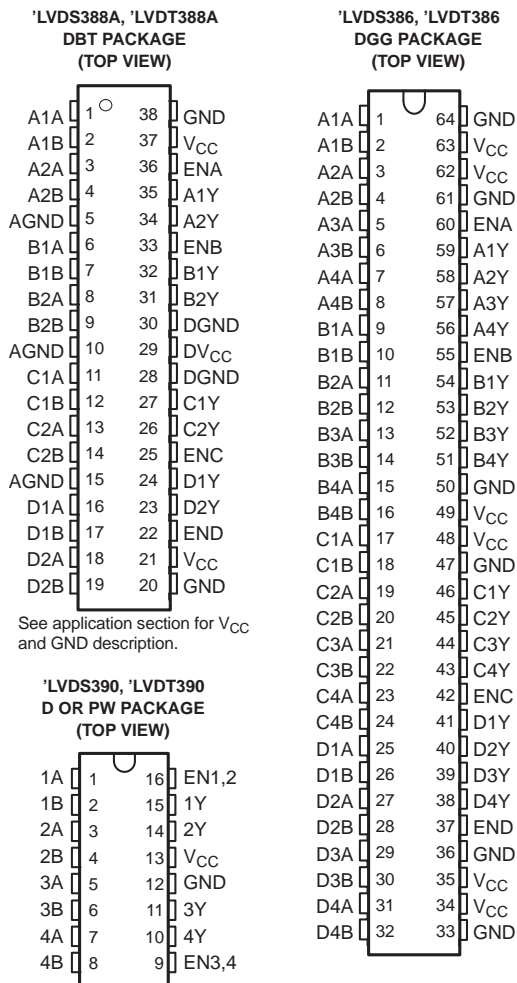 'LVDS388A, 'LVDT388A
DBT PACKAGE
(TOP VIEW)
A1A 1 38 GND
A1B 2 37 VCC
A2A 3 36 ENA
A2B 4 35 A1Y
AGND 5 34 A2Y
B1A 6 33 ENB
B1B 7 32 B1Y
B2A 8 31 B2Y
B2B 9 30 DGND
AGND 10 29 DVCC
C1A 11 28 DGND
C1B 12 27 C1Y
C2A 13 26 C2Y
C2B 14 25 ENC
AGND 15 24 D1Y
D1A 16 23 D2Y
D1B 17 22 END
D2A 18 21 VCC
D2B 19 20 GND
See application section for VCC
and GND description.
'LVDS390, 'LVDT390
D OR PW PACKAGE
(TOP VIEW)
1A 1 16 EN1,2
1B 2 15 1Y
2A 3 14 2Y
2B 4 13 VCC
3A 5 12 GND
3B 6 11 3Y
4A 7 10 4Y
4B 8 9 EN3,4
'LVDS386, 'LVDT386
DGG PACKAGE
(TOP VIEW)
A1A 1 64 GND
A1B 2 63 VCC
A2A 3 62 VCC
A2B 4 61 GND
A3A 5 60 ENA
A3B 6 59 A1Y
A4A 7 58 A2Y
A4B 8 57 A3Y
B1A 9 56 A4Y
B1B 10 55 ENB
B2A 11 54 B1Y
B2B 12 53 B2Y
B3A 13 52 B3Y
B3B 14 51 B4Y
B4A 15 50 GND
B4B 16 49 VCC
C1A 17 48 VCC
C1B 18 47 GND
C2A 19 46 C1Y
C2B 20 45 C2Y
C3A 21 44 C3Y
C3B 22 43 C4Y
C4A 23 42 ENC
C4B 24 41 D1Y
D1A 25 40 D2Y
D1B 26 39 D3Y
D2A 27 38 D4Y
D2B 28 37 END
D3A 29 36 GND
D3B 30 35 VCC
D4A 31 34 VCC
D4B 32 33 GND